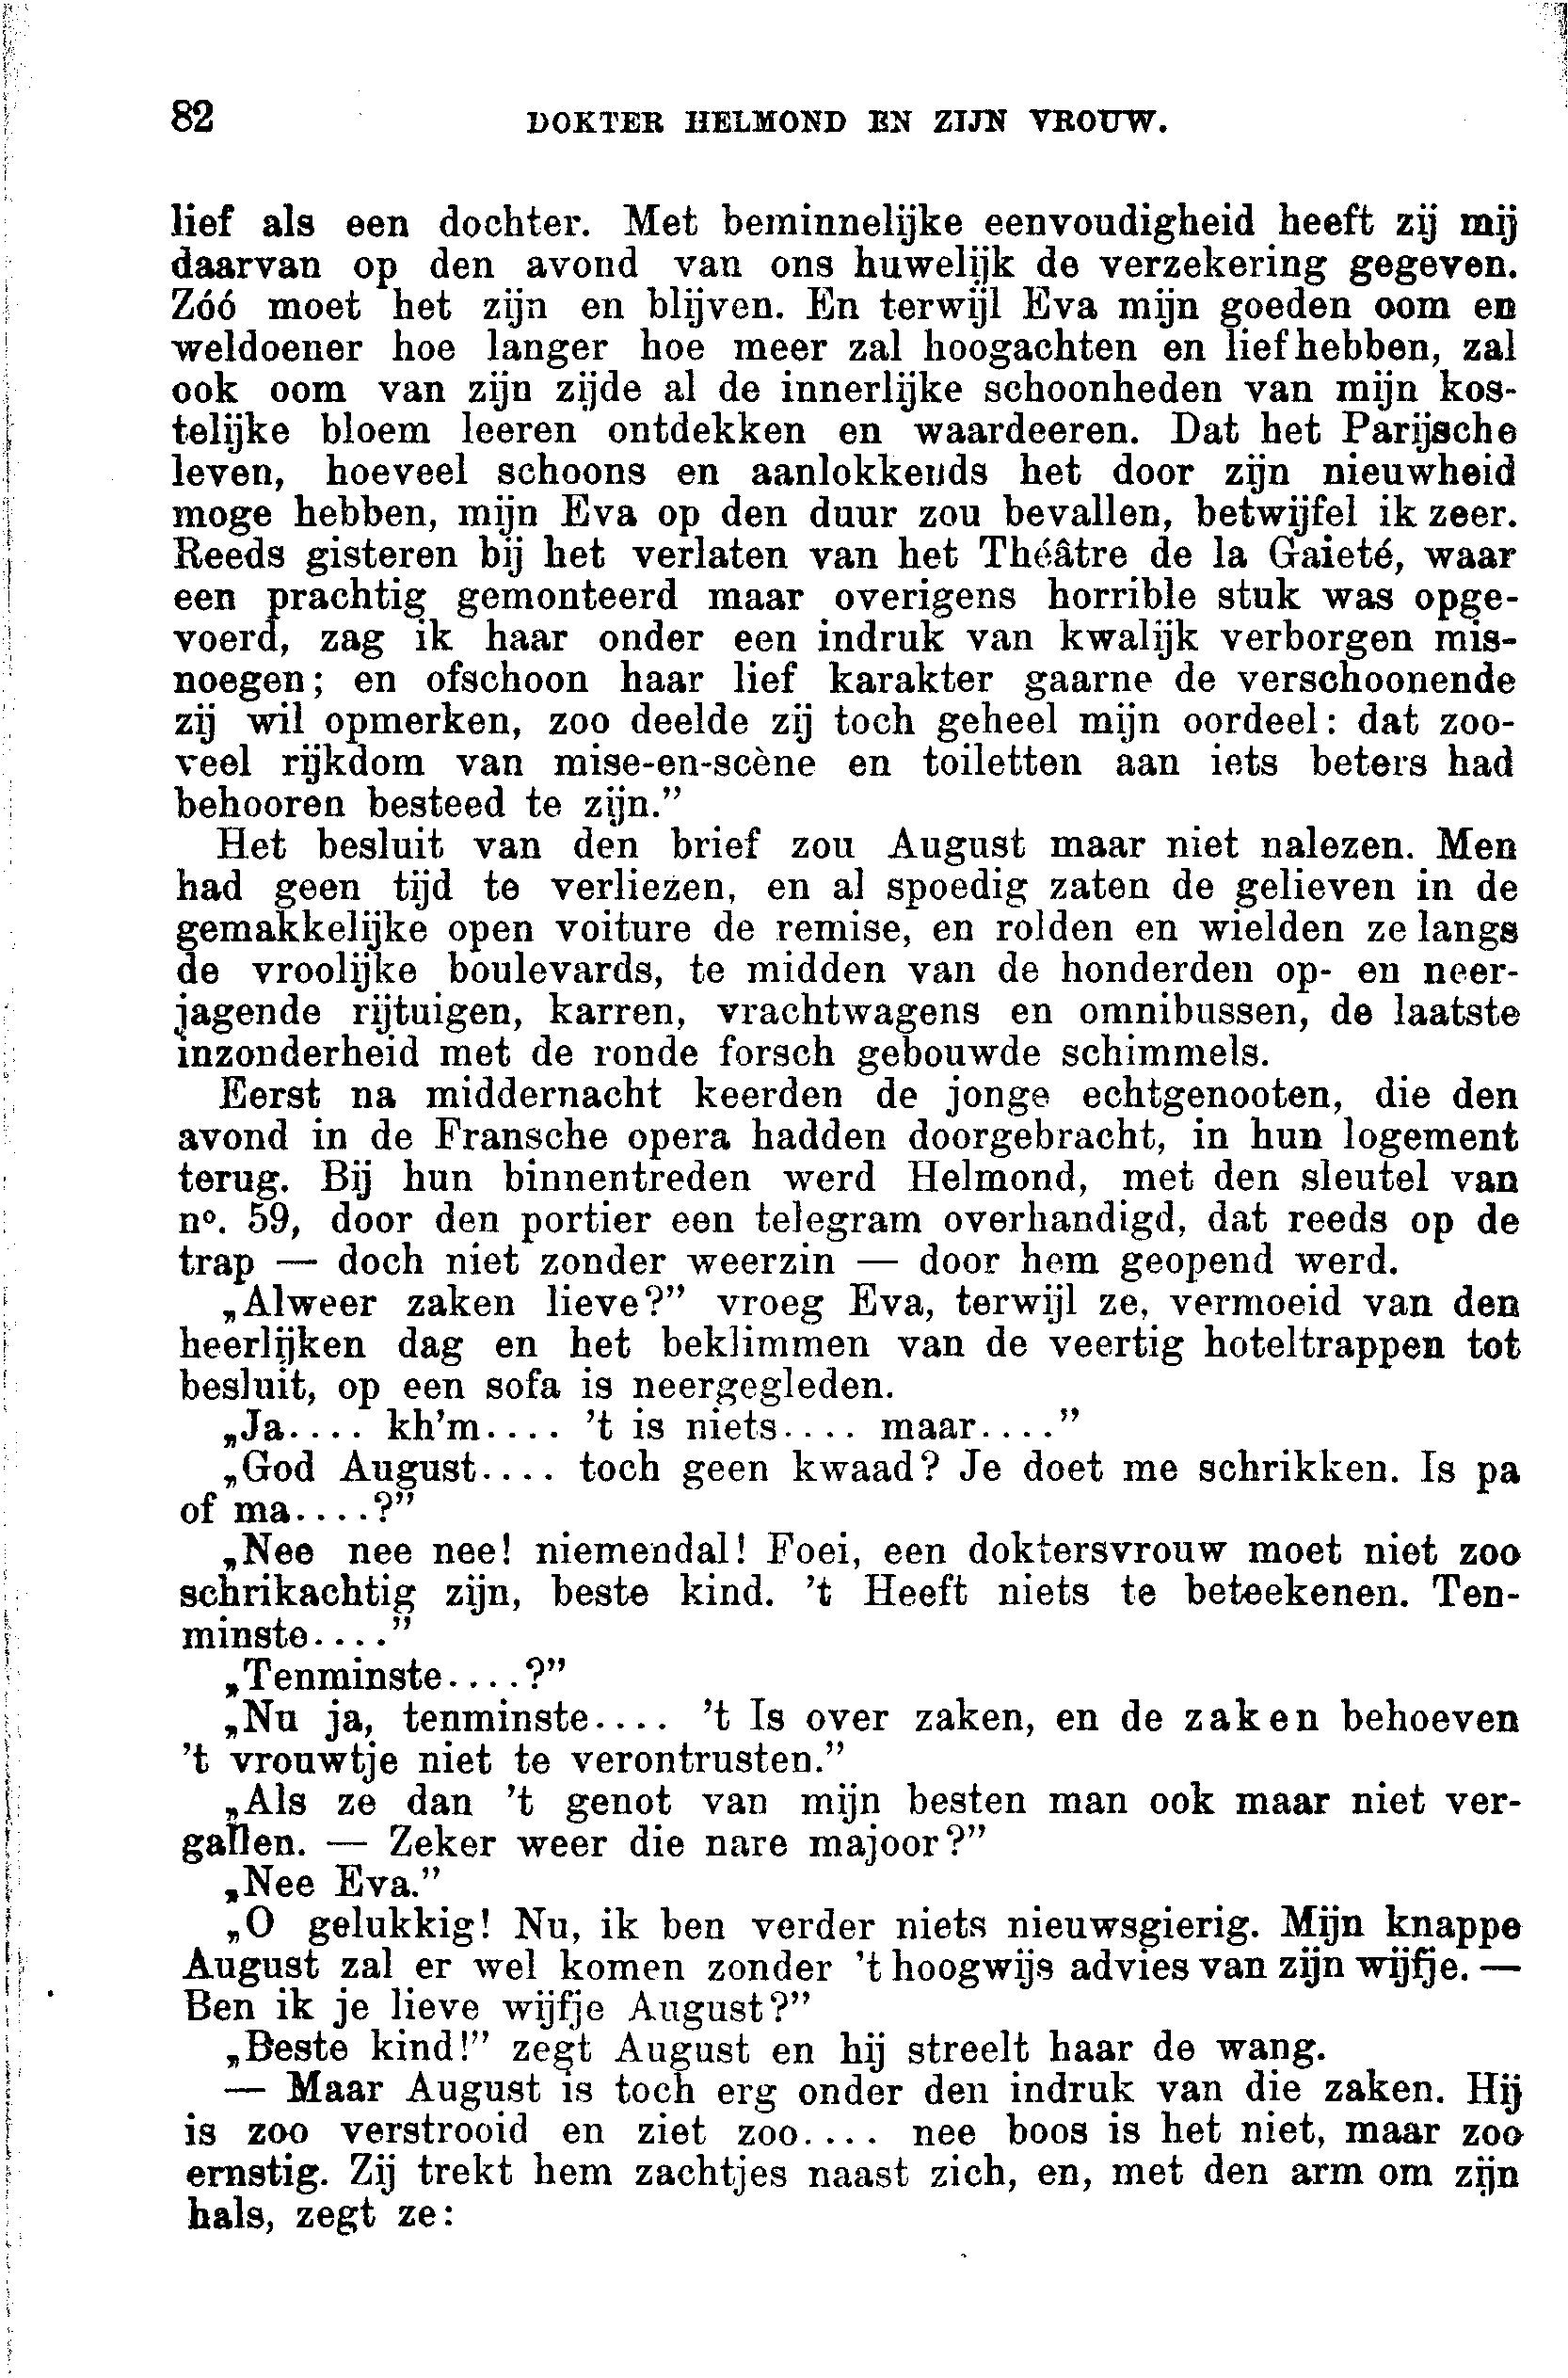 82 DOKTER HELMOND EN ZIJN VROUW.
lief als een dochter. Met beminnelijke eenvoudigheid heeft zij mij
daarvan op den avond van ons huwelijk de verzekering gegeven.
Zóó moet het zijn en blijven. En terwijl Eva mijn goeden oom en
weldoener hoe langer hoe meer zal hoogachten en liefhebben, zal
ook oom van zijn zijde al de innerlijke schoonheden van mijn kos-
telijke bloem leeren ontdekken en waardeeren. Dat het Parijsche
leven, hoeveel schoons en aanlokkends het door zijn nieuwheid
moge hebben, mijn Eva op den duur zou bevallen, betwijfel ik zeer.
Reeds gisteren bij het verlaten van het Théâtre de la Gaieté, waar
een prachtig gemonteerd maar overigens horrible stuk was opge-
voerd, zag ik haar onder een indruk van kwalijk verborgen mis-
noegen; en ofschoon haar lief karakter gaarne de verschoonende
zij wil opmerken, zoo deelde zij toch geheel mijn oordeel: dat zoo-
veel rijkdom van mise-en-scène en toiletten aan iets beters had
behooren besteed te zijn.”
Het besluit van den brief zou August maar niet nalezen. Men
had geen tijd te verliezen, en al spoedig zaten de gelieven in de
gemakkelijke open voiture de remise, en rolden en wielden ze langs
de vroolijke boulevards, te midden van de honderden op- en neer-
jagende rijtuigen, karren, vrachtwagens en omnibussen, de laatste
inzonderheid met de ronde forsch gebouwde schimmels.
Eerst na middernacht keerden de jonge echtgenooten, die den
avond in de Fransche opera hadden doorgebracht, in hun logement
terug. Bij hun binnentreden werd Helmond, met den sleutel van
n°. 59, door den portier een telegram overhandigd, dat reeds op de
trap — doch niet zonder weerzin — door hem geopend werd.
„Alweer zaken lieve?” vroeg Eva, terwijl ze, vermoeid van den
heerlijken dag en het beklimmen van de veertig hoteltrappen tot
besluit, op een sofa is neergegleden.
„Ja.... kh’m.... ’t is niets.... maar....”
„God August.... toch geen kwaad? Je doet me schrikken. Is pa
of ma....?”
„Nee nee nee! niemendal! Foei, een doktersvrouw moet niet zoo
schrikachtig zijn, beste kind. ’t Heeft niets te beteekenen. Ten-
minste....”
„Tenminste....?”
„Nu ja, tenminste.... ’t Is over zaken, en de zaken behoeven
’t vrouwtje niet te verontrusten.”
„Als ze dan ’t genot van mijn besten man ook maar niet ver-
gallen. — Zeker weer die nare majoor?”
„Nee Eva.”
„O gelukkig! Nu, ik ben verder niets nieuwsgierig. Mijn knappe
August zal er wel komen zonder ’t hoogwijs advies van zijn wijfje. —
Ben ik je lieve wijfje August?”
„Beste kind!” zegt August en hij streelt haar de wang.
— Maar August is toch erg onder den indruk van die zaken. Hij
is zoo verstrooid en ziet zoo.... nee boos is het niet, maar zoo
ernstig. Zij trekt hem zachtjes naast zich, en, met den arm om zijn
hals, zegt ze: